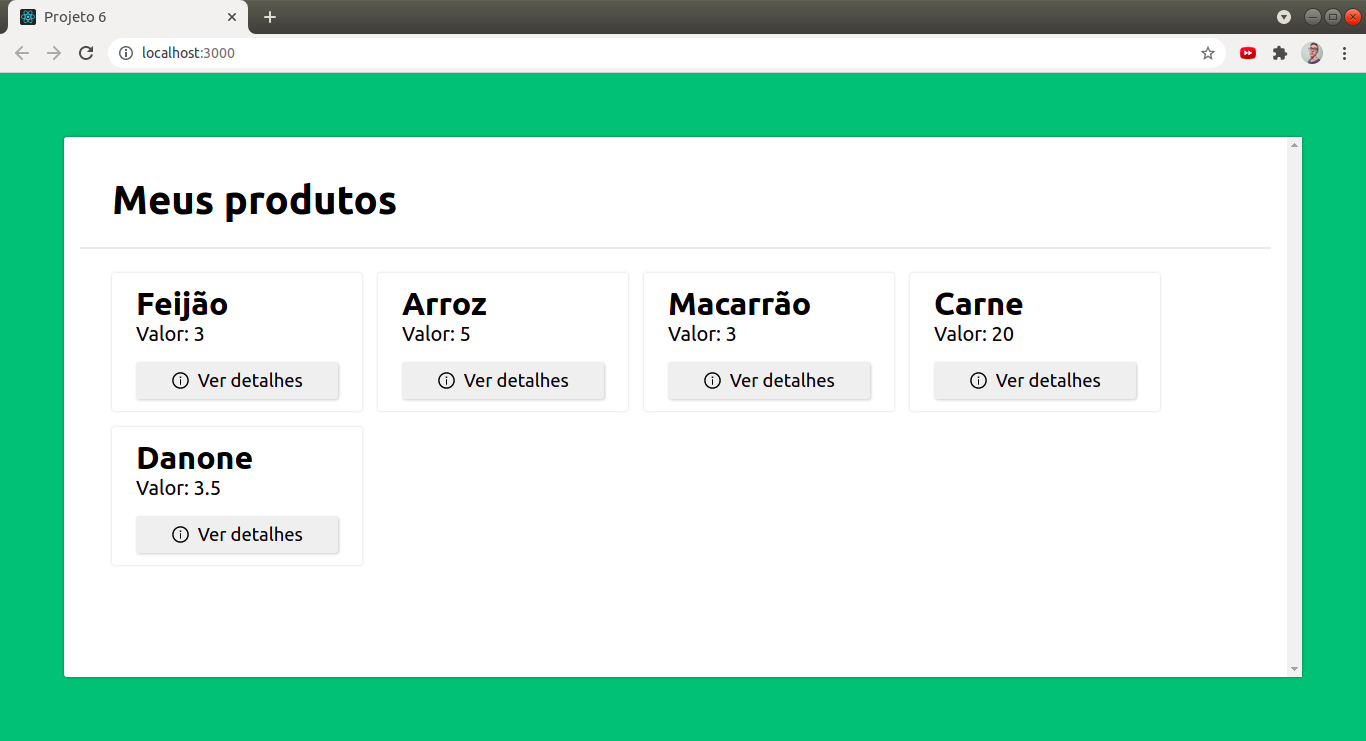 Projeto 6
localhost:3000
Meus produtos
Feijão
Valor: 3
Ver detalhes
Arroz
Valor: 5
Ver detalhes
Macarrão
Valor: 3
Ver detalhes
Carne
Valor: 20
Ver detalhes
Danone
Valor: 3.5
Ver detalhes